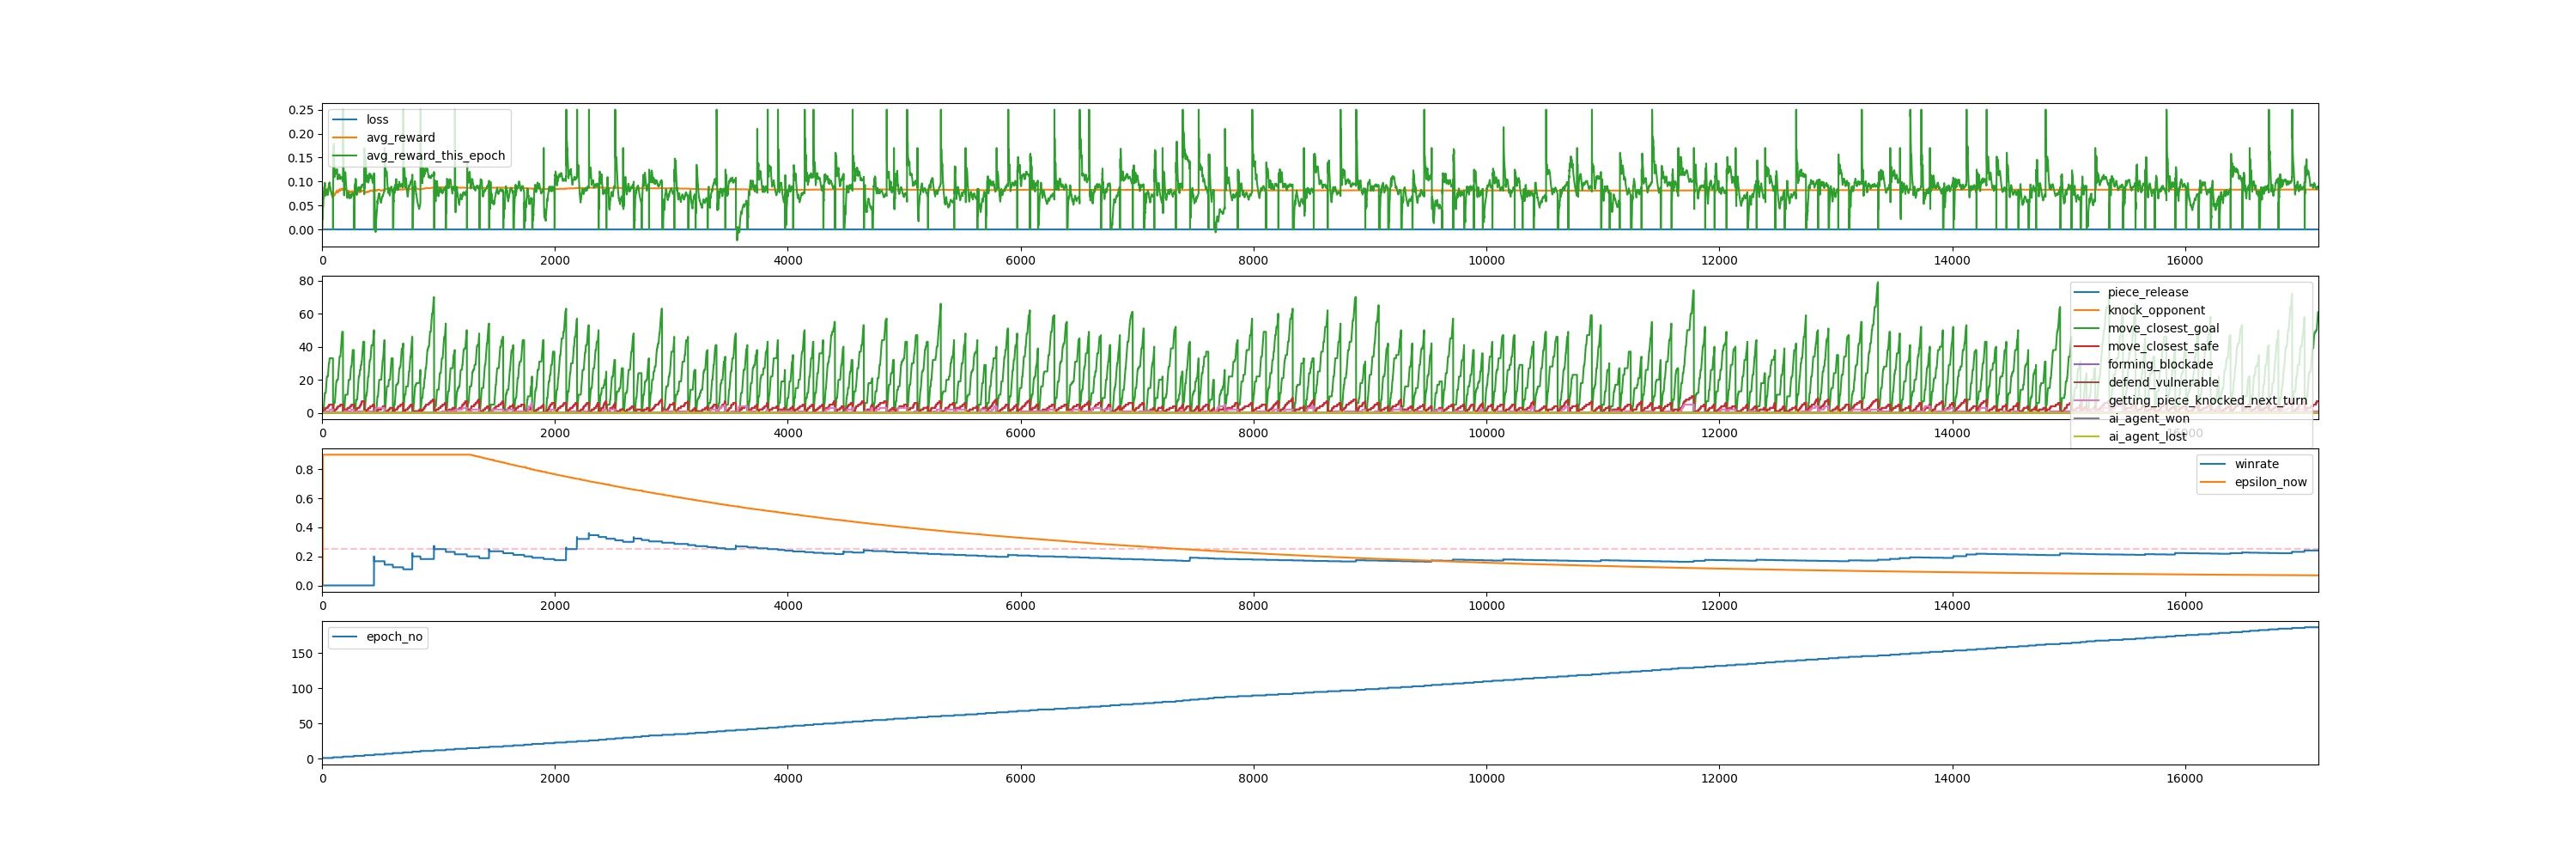 0.25
0.20
0.15
0.10
0.05
0.00
loss
avg_reward
avg_reward_this_epoch
0 2000 4000 6000 8000 10000 12000 14000 16000
80
60
40
20
0
piece_release
knock_opponent
move_closest_goal
move_closest_safe
forming_blockade
defend_vulnerable
getting_piece_knocked_next_turn
ai_agent_won
ai_agent_lost
0 2000 4000 6000 8000 10000 12000 14000 16000
0.8
0.6
0.4
0.2
0.0
winrate
epsilon_now
0 2000 4000 6000 8000 10000 12000 14000 16000
150
100
50
0
epoch_no
0 2000 4000 6000 8000 10000 12000 14000 16000